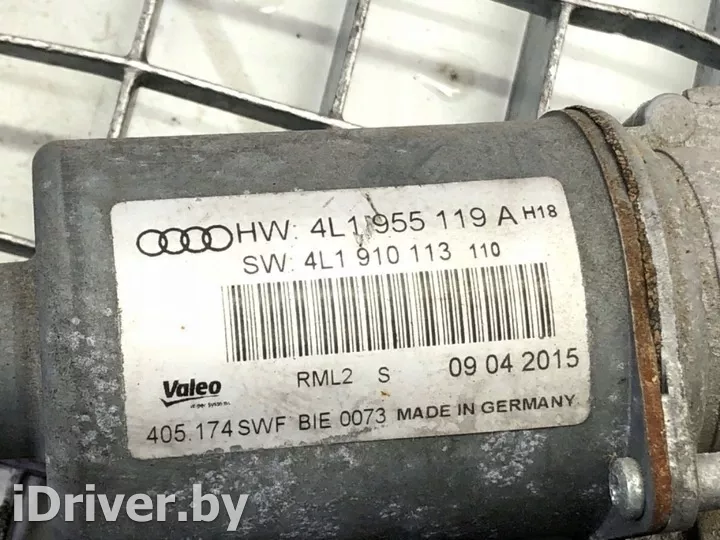 HW: 4L1 955 119 A H18
SW: 4L1 910 113 110
RML2 S 09 04 2015
Valeo
405.174 SWF BIE 0073 MADE IN GERMANY
iDriver.by